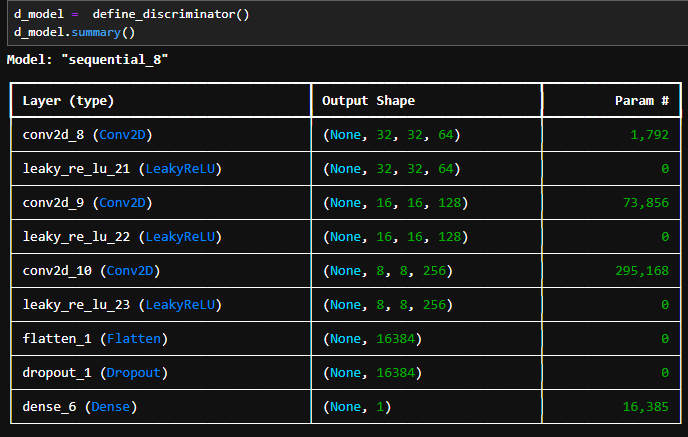 d_model = define_discriminator()
d_model.summary()
Model: "sequential_8"
Layer (type) Output Shape Param #
conv2d_8 (Conv2D) (None, 32, 32, 64) 1,792
leaky_re_lu_21 (LeakyReLU) (None, 32, 32, 64) 0
conv2d_9 (Conv2D) (None, 16, 16, 128) 73,856
leaky_re_lu_22 (LeakyReLU) (None, 16, 16, 128) 0
conv2d_10 (Conv2D) (None, 8, 8, 256) 295,168
leaky_re_lu_23 (LeakyReLU) (None, 8, 8, 256) 0
flatten_1 (Flatten) (None, 16384) 0
dropout_1 (Dropout) (None, 16384) 0
dense_6 (Dense) (None, 1) 16,385